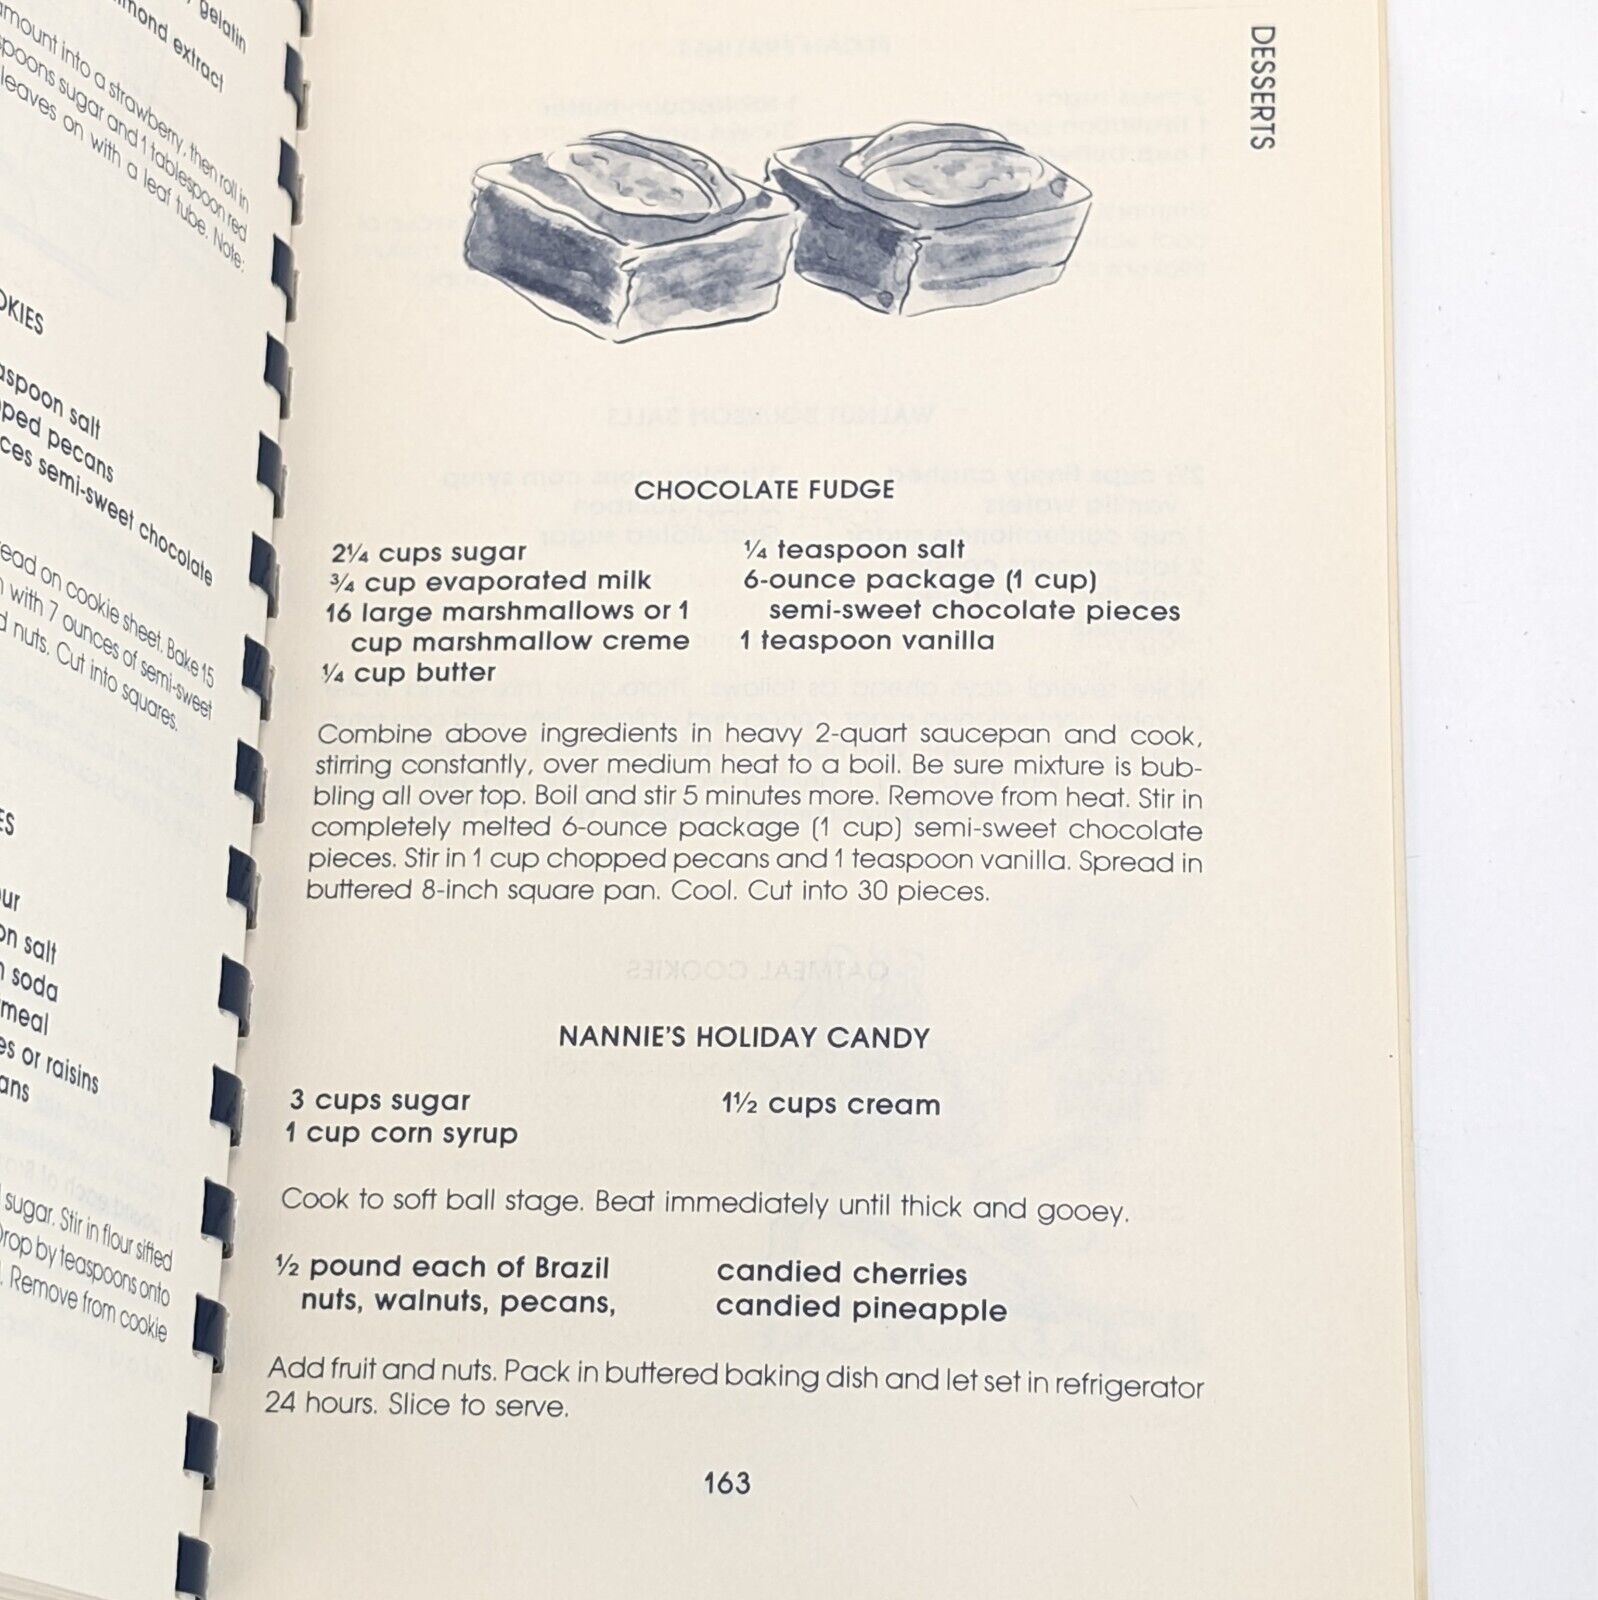 gelatin
almond extract
amount into a strawberry, then roll in
spoons sugar and 1 tablespoon red
leaves on with a leaf tube. Note:
OKIES
aspoon salt
pped pecans
ces semi-sweet chocolate
read on cookie sheet. Bake 15
with 7 ounces of semi-sweet
d nuts. Cut into squares.
ES
our
on salt
n soda
meal
es or raisins
ans
sugar. Stir in flour sifted
Drop by teaspoons onto
. Remove from cookie
DESSERTS
CHOCOLATE FUDGE
2¼ cups sugar
¾ cup evaporated milk
16 large marshmallows or 1
cup marshmallow creme
¼ cup butter
¼ teaspoon salt
6-ounce package (1 cup)
semi-sweet chocolate pieces
1 teaspoon vanilla
Combine above ingredients in heavy 2-quart saucepan and cook,
stirring constantly, over medium heat to a boil. Be sure mixture is bub-
bling all over top. Boil and stir 5 minutes more. Remove from heat. Stir in
completely melted 6-ounce package (1 cup) semi-sweet chocolate
pieces. Stir in 1 cup chopped pecans and 1 teaspoon vanilla. Spread in
buttered 8-inch square pan. Cool. Cut into 30 pieces.
NANNIE'S HOLIDAY CANDY
3 cups sugar
1 cup corn syrup
1½ cups cream
Cook to soft ball stage. Beat immediately until thick and gooey.
½ pound each of Brazil
nuts, walnuts, pecans,
candied cherries
candied pineapple
Add fruit and nuts. Pack in buttered baking dish and let set in refrigerator
24 hours. Slice to serve.
163